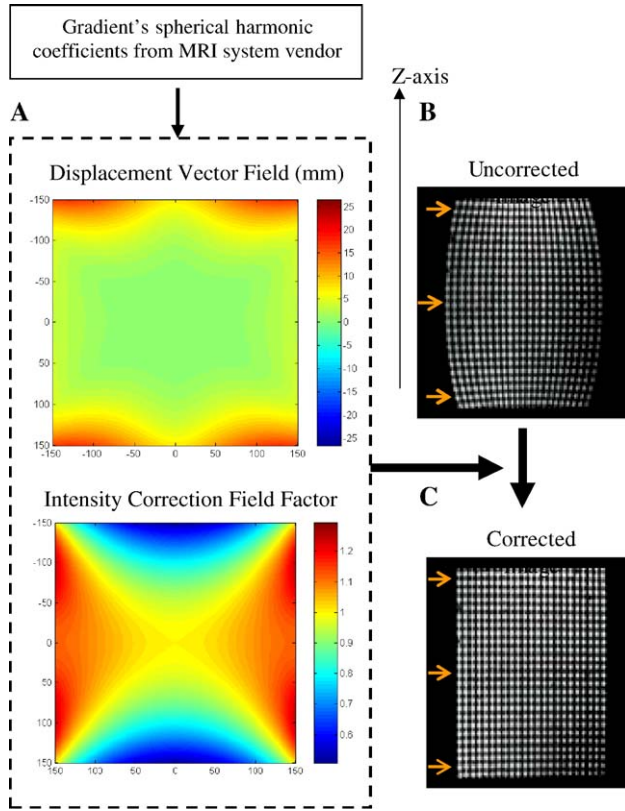 Gradient's spherical harmonic
coefficients from MRI system vendor
A
Displacement Vector Field (mm)
-150
-100
-50
0
50
100
150
-150 -100 -50 0 50 100 150
25
20
15
10
5
0
-5
-10
-15
-20
-25
Intensity Correction Field Factor
-150
-100
-50
0
50
100
150
-150 -100 -50 0 50 100 150
1.2
1.1
1
0.9
0.8
0.7
0.6
Z-axis
B
Uncorrected
C
Corrected